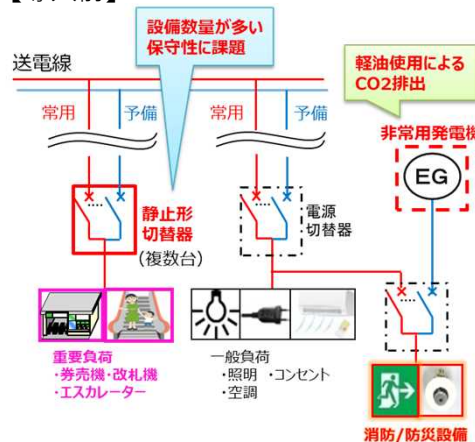 設備数量が多い
保守性に課題
送電線
軽油使用による
CO2排出
常用
予備
常用
予備
非常用発電機
EG
静止形
切替器
(複数台)
電源
切替器
重要負荷
・券売機・改札機
・エスカレーター
一般負荷
・照明 ・コンセント
・空調
消防/防災設備